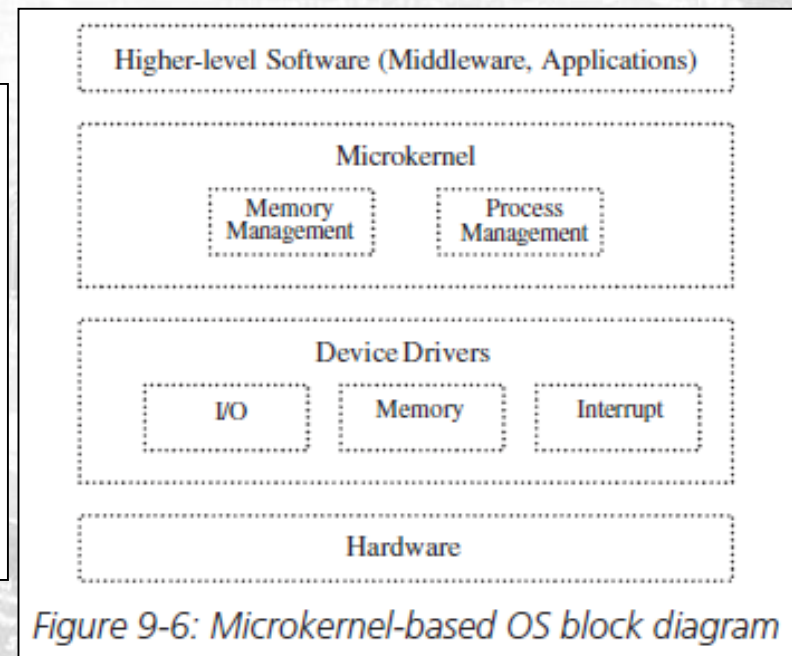 Higher-level Software (Middleware, Applications)
Microkernel
Memory
Management
Process
Management
Device Drivers
I/O
Memory
Interrupt
Hardware
Figure 9-6: Microkernel-based OS block diagram